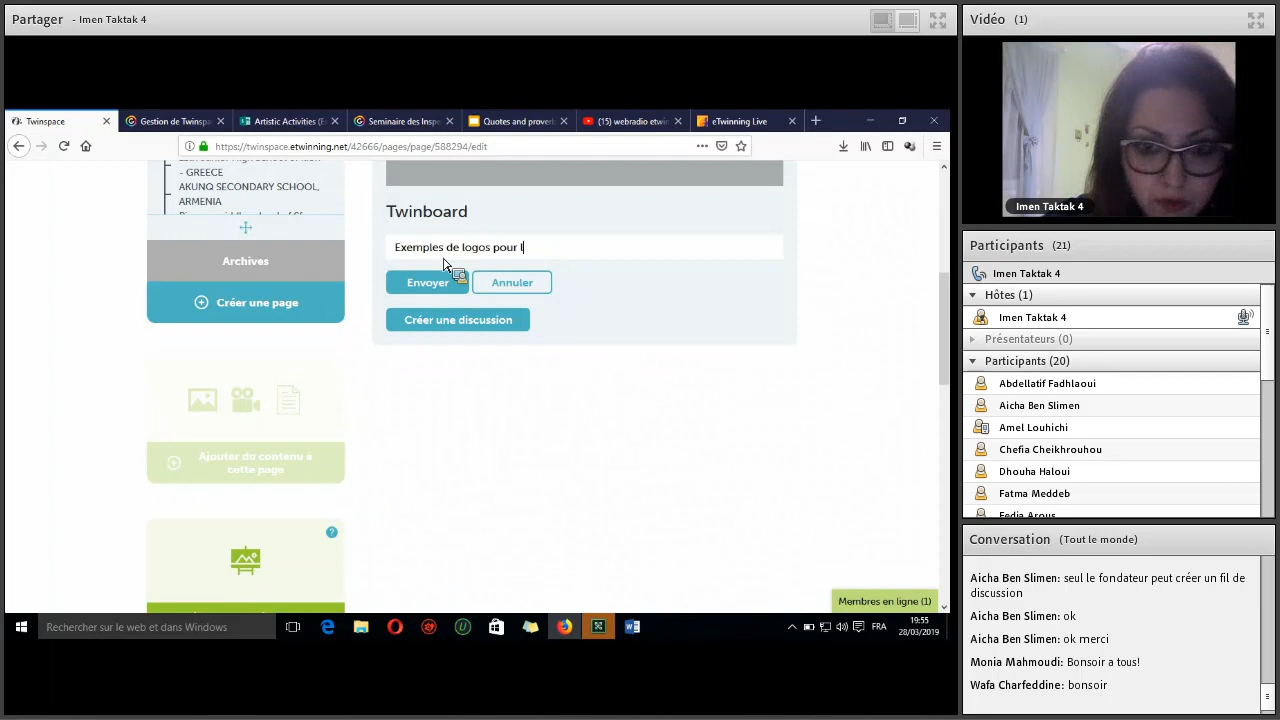 Partager - Imen Taktak 4
Vidéo (1)
Twinspace
Gestion de Twinspa
Artistic Activities (E
Seminaire des Inspe
Quotes and proverb
(15) webradio etwin
eTwinning Live
https://twinspace.etwinning.net/42666/pages/page/588294/edit
- GREECE
AKUNQ SECONDARY SCHOOL,
ARMENIA
Archives
Créer une page
Ajouter du contenu à
cette page
Twinboard
Exemples de logos pour l
Envoyer
Annuler
Créer une discussion
Membres en ligne (1)
Rechercher sur le web et dans Windows
FRA
19:55
28/03/2019
Imen Taktak 4
Participants (21)
Imen Taktak 4
Hôtes (1)
Imen Taktak 4
Présentateurs (0)
Participants (20)
Abdellatif Fadhlaoui
Aicha Ben Slimen
Amel Louhichi
Chefia Cheikhrouhou
Dhouha Haloui
Fatma Meddeb
Fedia Arous
Conversation (Tout le monde)
Aicha Ben Slimen: seul le fondateur peut créer un fil de
discussion
Aicha Ben Slimen: ok
Aicha Ben Slimen: ok merci
Monia Mahmoudi: Bonsoir a tous!
Wafa Charfeddine: bonsoir